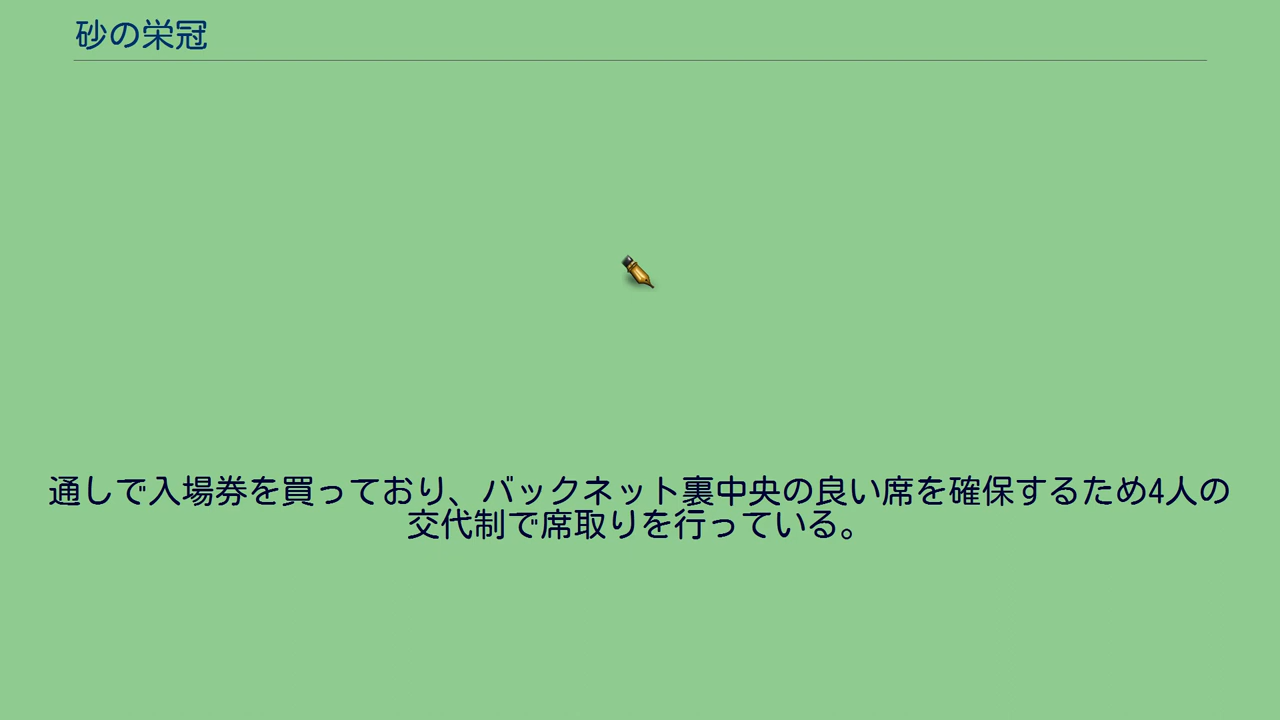 砂の栄冠
通しで入場券を買っており、バックネット裏中央の良い席を確保するため4人の
交代制で席取りを行っている。